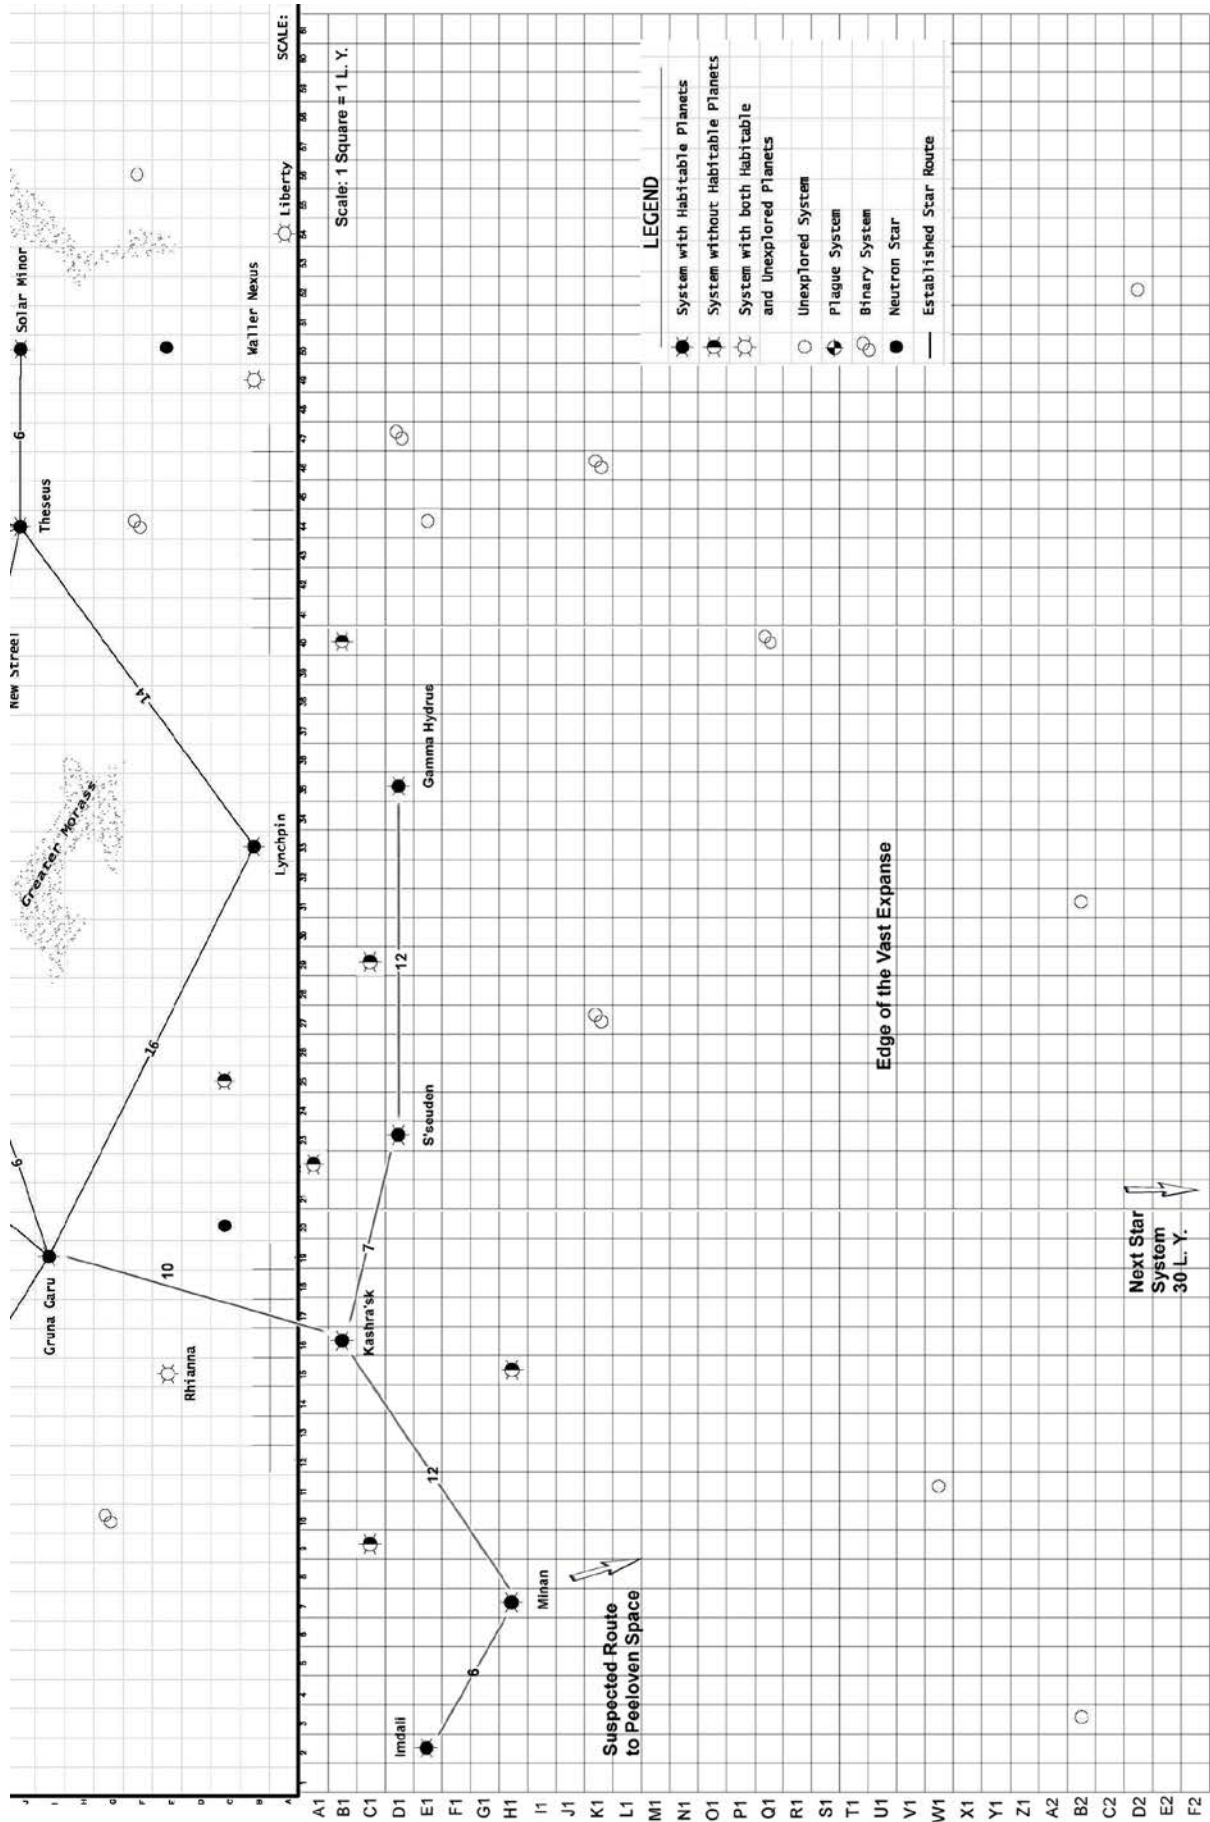 SCALE:
Scale: 1 Square = 1 L. Y.
Liberty
Solar Minor
Waller Nexus
6
Theseus
14
New Streel
Greater Morass
Lynchpin
16
6
Gruna Garu
10
Rhianna
Kashra'sk
7
S'seuden
12
Gamma Hydrus
12
Minan
6
Imdali
Suspected Route
to Peeloven Space
Edge of the Vast Expanse
Next Star
System
30 L. Y.
LEGEND
System with Habitable Planets
System without Habitable Planets
System with both Habitable
and Unexplored Planets
Unexplored System
Plague System
Binary System
Neutron Star
Established Star Route
J
I
H
G
F
E
D
C
B
A
A1
B1
C1
D1
E1
F1
G1
H1
I1
J1
K1
L1
M1
N1
O1
P1
Q1
R1
S1
T1
U1
V1
W1
X1
Y1
Z1
A2
B2
C2
D2
E2
F2